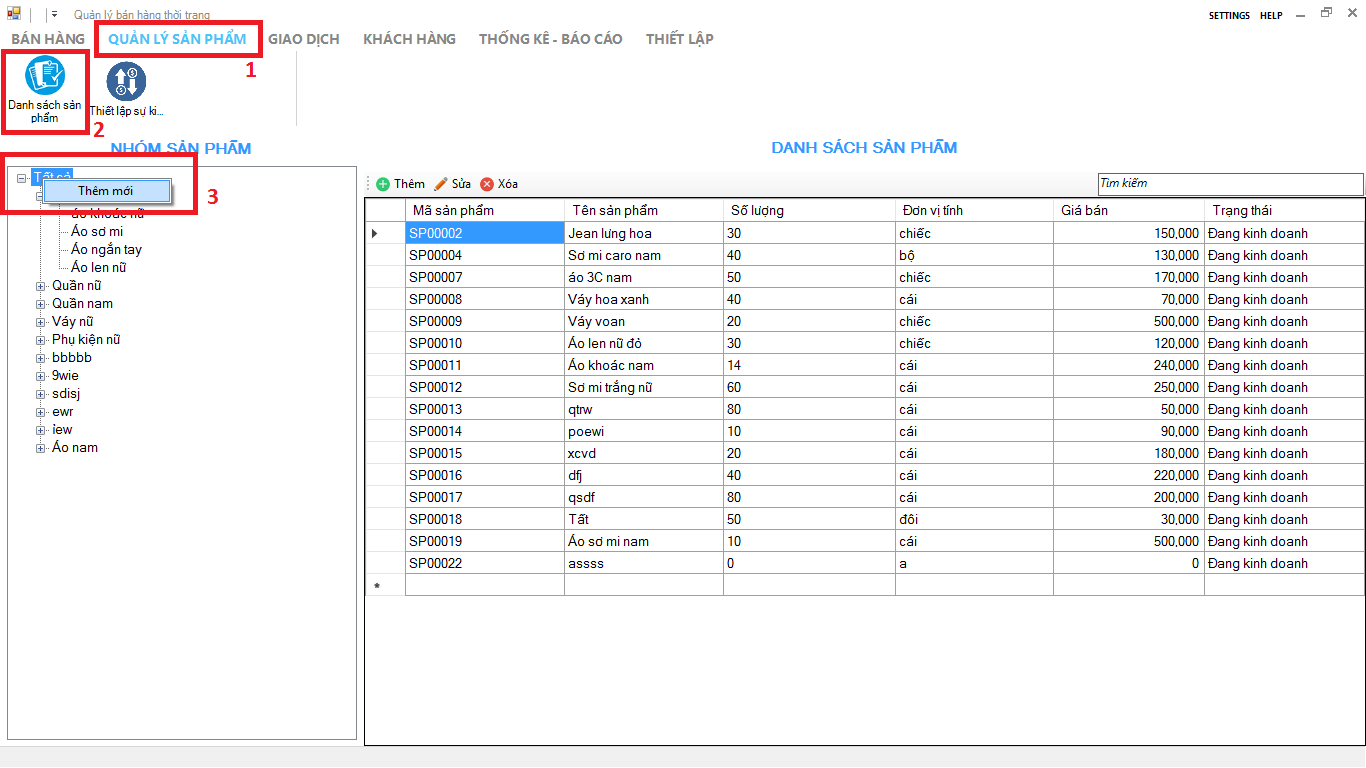 Quản lý bán hàng thời trang
SETTINGS HELP
BÁN HÀNG QUẢN LÝ SẢN PHẨM GIAO DỊCH KHÁCH HÀNG THỐNG KÊ - BÁO CÁO THIẾT LẬP
1
Danh sách sản
phẩm
Thiết lập sự ki...
2
NHÓM SẢN PHẨM
Tất cả
Thêm mới
3
áo khoác nữ
Áo sơ mi
Áo ngắn tay
Áo len nữ
Quần nữ
Quần nam
Váy nữ
Phụ kiện nữ
bbbbb
9wie
sdisj
ewr
iew
Áo nam
DANH SÁCH SẢN PHẨM
Thêm Sửa Xóa Tìm kiếm
Mã sản phẩm Tên sản phẩm Số lượng Đơn vị tính Giá bán Trạng thái
SP00002 Jean lưng hoa 30 chiếc 150,000 Đang kinh doanh
SP00004 Sơ mi caro nam 40 bộ 130,000 Đang kinh doanh
SP00007 áo 3C nam 50 chiếc 170,000 Đang kinh doanh
SP00008 Váy hoa xanh 40 cái 70,000 Đang kinh doanh
SP00009 Váy voan 20 chiếc 500,000 Đang kinh doanh
SP00010 Áo len nữ đỏ 30 chiếc 120,000 Đang kinh doanh
SP00011 Áo khoác nam 14 cái 240,000 Đang kinh doanh
SP00012 Sơ mi trắng nữ 60 cái 250,000 Đang kinh doanh
SP00013 qtrw 80 cái 50,000 Đang kinh doanh
SP00014 poewi 10 cái 90,000 Đang kinh doanh
SP00015 xcvd 20 cái 180,000 Đang kinh doanh
SP00016 dfj 40 cái 220,000 Đang kinh doanh
SP00017 qsdf 80 cái 200,000 Đang kinh doanh
SP00018 Tất 50 đôi 30,000 Đang kinh doanh
SP00019 Áo sơ mi nam 10 cái 500,000 Đang kinh doanh
SP00022 assss 0 a 0 Đang kinh doanh